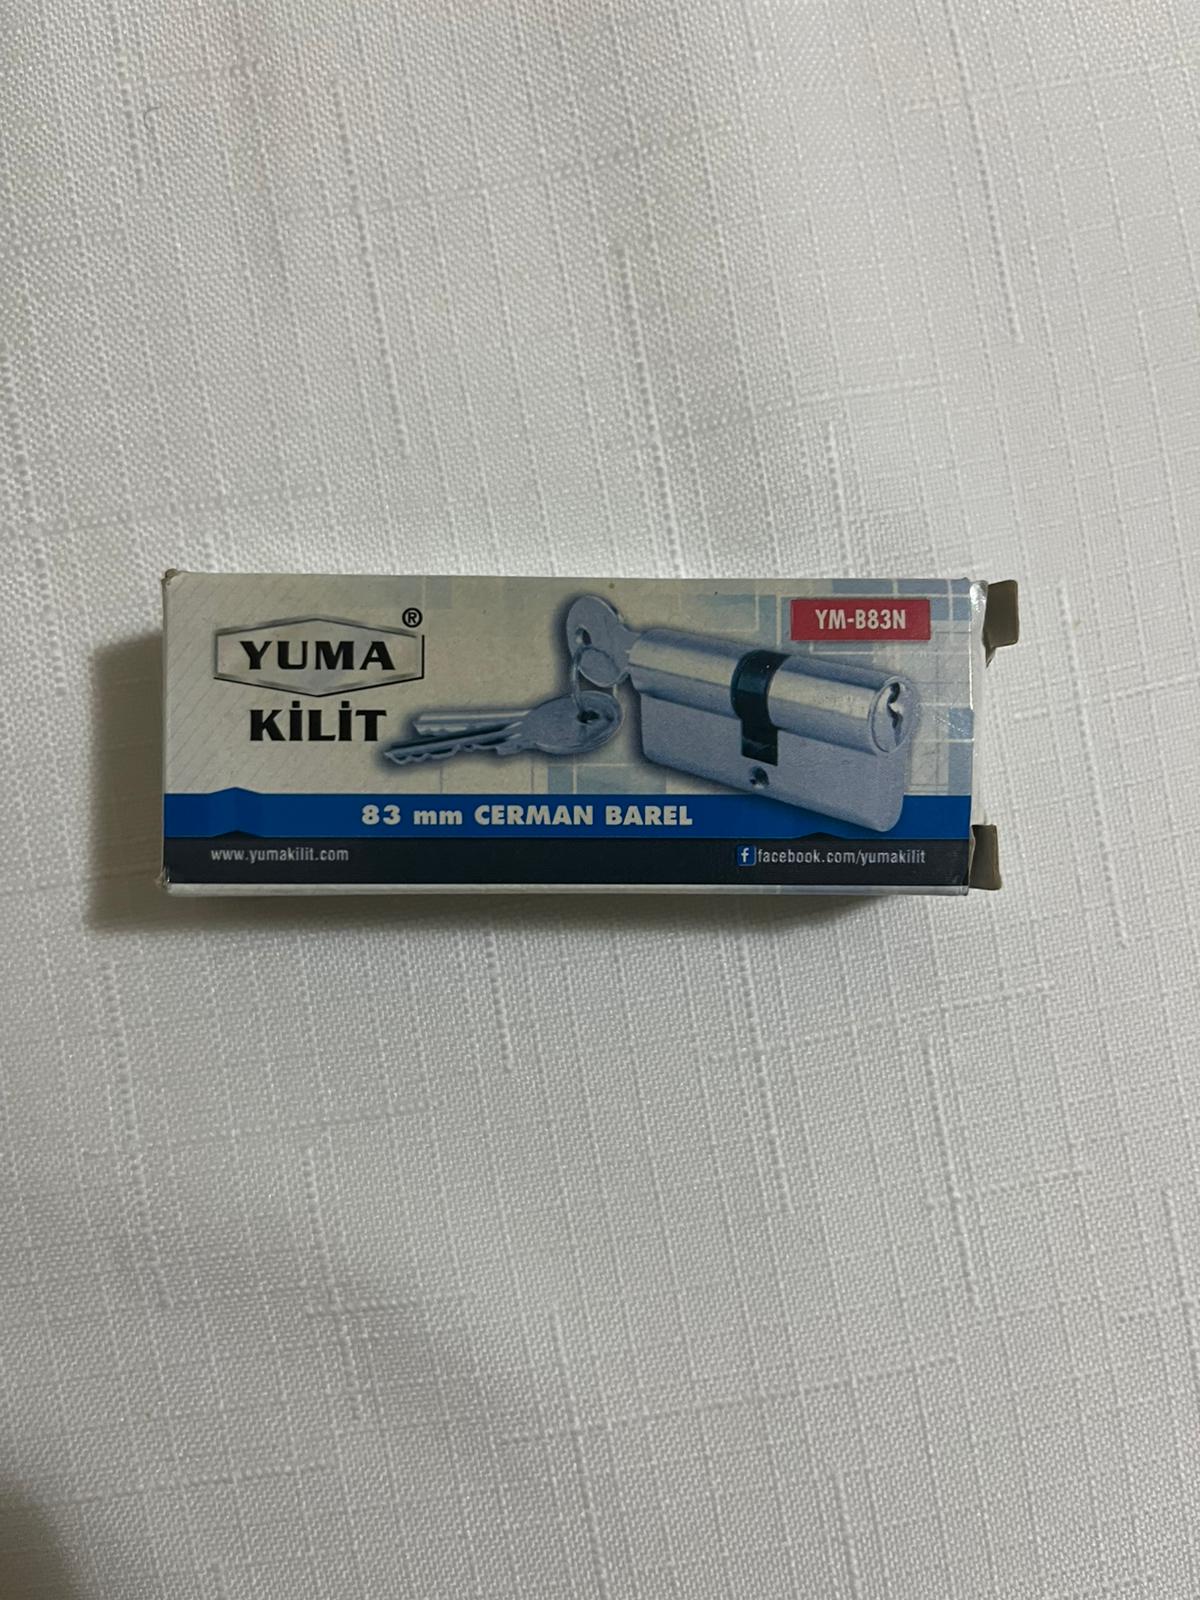 YUMA ®
KİLİT
YM-B83N
83 mm CERMAN BAREL
www.yumakilit.com
f facebook.com/yumakilit